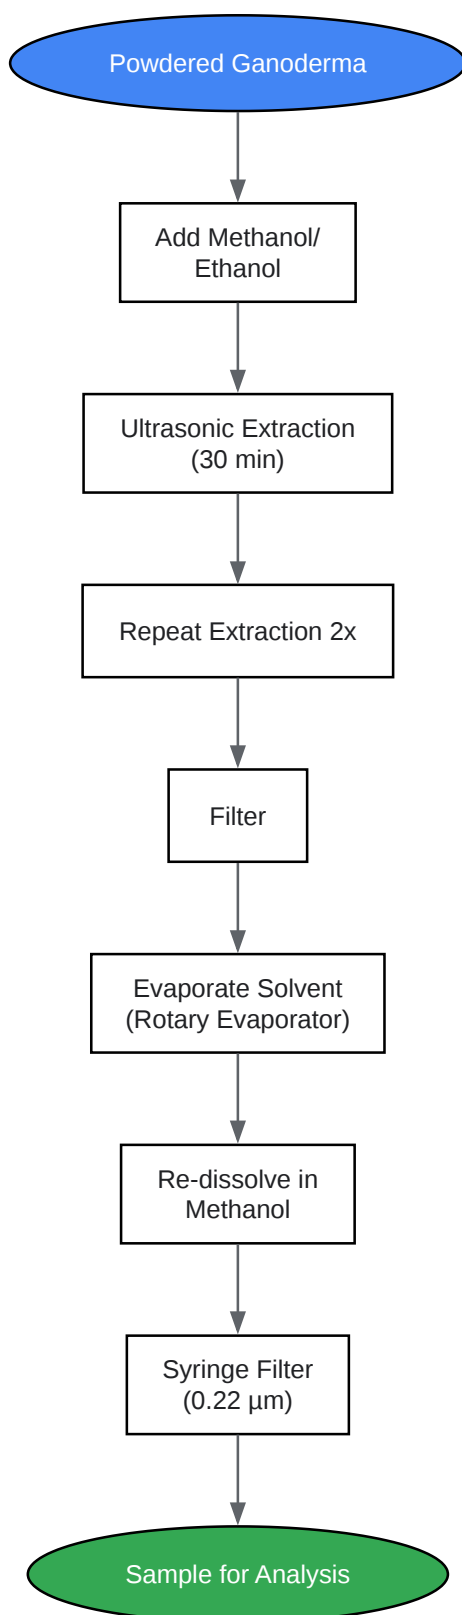 Powdered Ganoderma
Add Methanol/
Ethanol
Ultrasonic Extraction
(30 min)
Repeat Extraction 2x
Filter
Evaporate Solvent
(Rotary Evaporator)
Re-dissolve in
Methanol
Syringe Filter
(0.22 µm)
Sample for Analysis